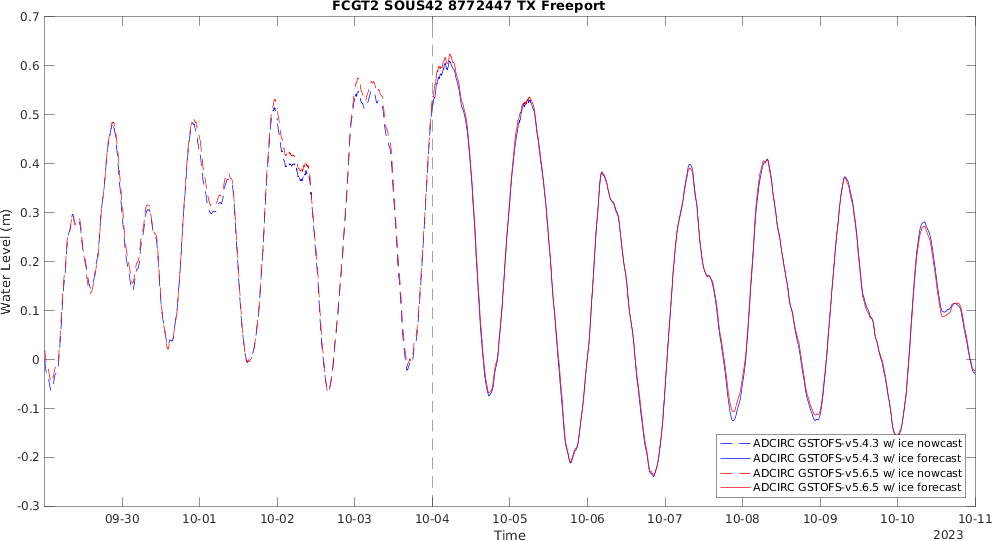 FCGT2 SOUS42 8772447 TX Freeport
0.7
0.6
0.5
0.4
0.3
0.2
0.1
0
-0.1
-0.2
-0.3
Water Level (m)
ADCIRC GSTOFS-v5.4.3 w/ ice nowcast
ADCIRC GSTOFS-v5.4.3 w/ ice forecast
ADCIRC GSTOFS-v5.6.5 w/ ice nowcast
ADCIRC GSTOFS-v5.6.5 w/ ice forecast
09-30 10-01 10-02 10-03 10-04 10-05 10-06 10-07 10-08 10-09 10-10 10-11
Time
2023